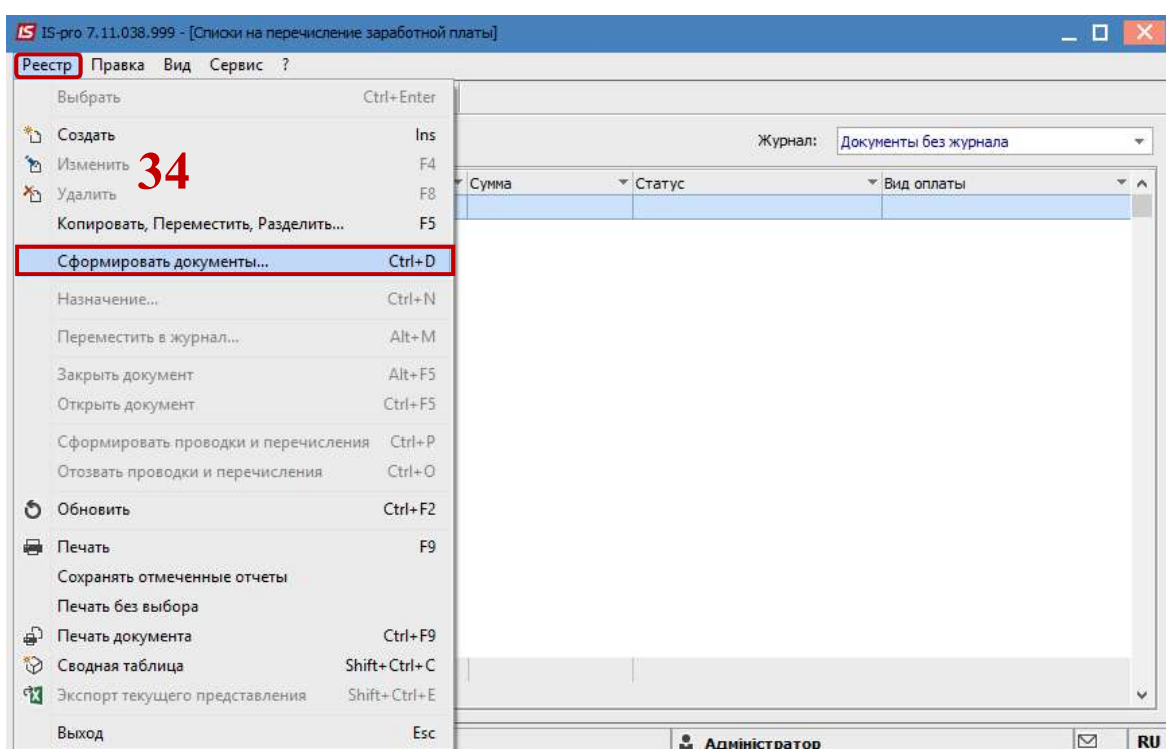 IS-pro 7.11.038.999 - [Списки на перечисление заработной платы]
Реестр Правка Вид Сервис ?
Выбрать Ctrl+Enter
Создать Ins
Журнал: Документы без журнала
Изменить F4
34
Удалить F8
Сумма Статус Вид оплаты
Копировать, Переместить, Разделить... F5
Сформировать документы... Ctrl+D
Назначение... Ctrl+N
Переместить в журнал... Alt+M
Закрыть документ Alt+F5
Открыть документ Ctrl+F5
Сформировать проводки и перечисления Ctrl+P
Отозвать проводки и перечисления Ctrl+O
Обновить Ctrl+F2
Печать F9
Сохранять отмеченные отчеты
Печать без выбора
Печать документа Ctrl+F9
Сводная таблица Shift+Ctrl+C
Экспорт текущего представления Shift+Ctrl+E
Выход Esc
Адміністратор RU